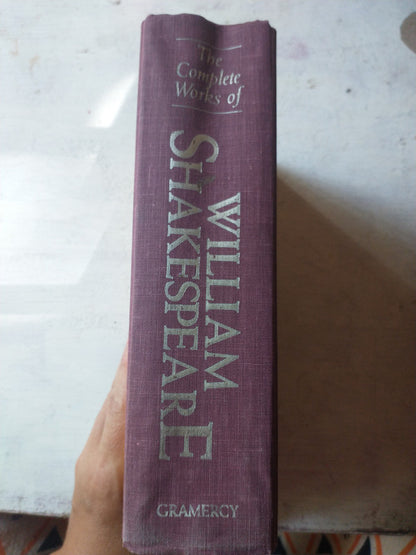 The
Complete
Works of
WILLIAM
SHAKESPEARE
GRAMERCY